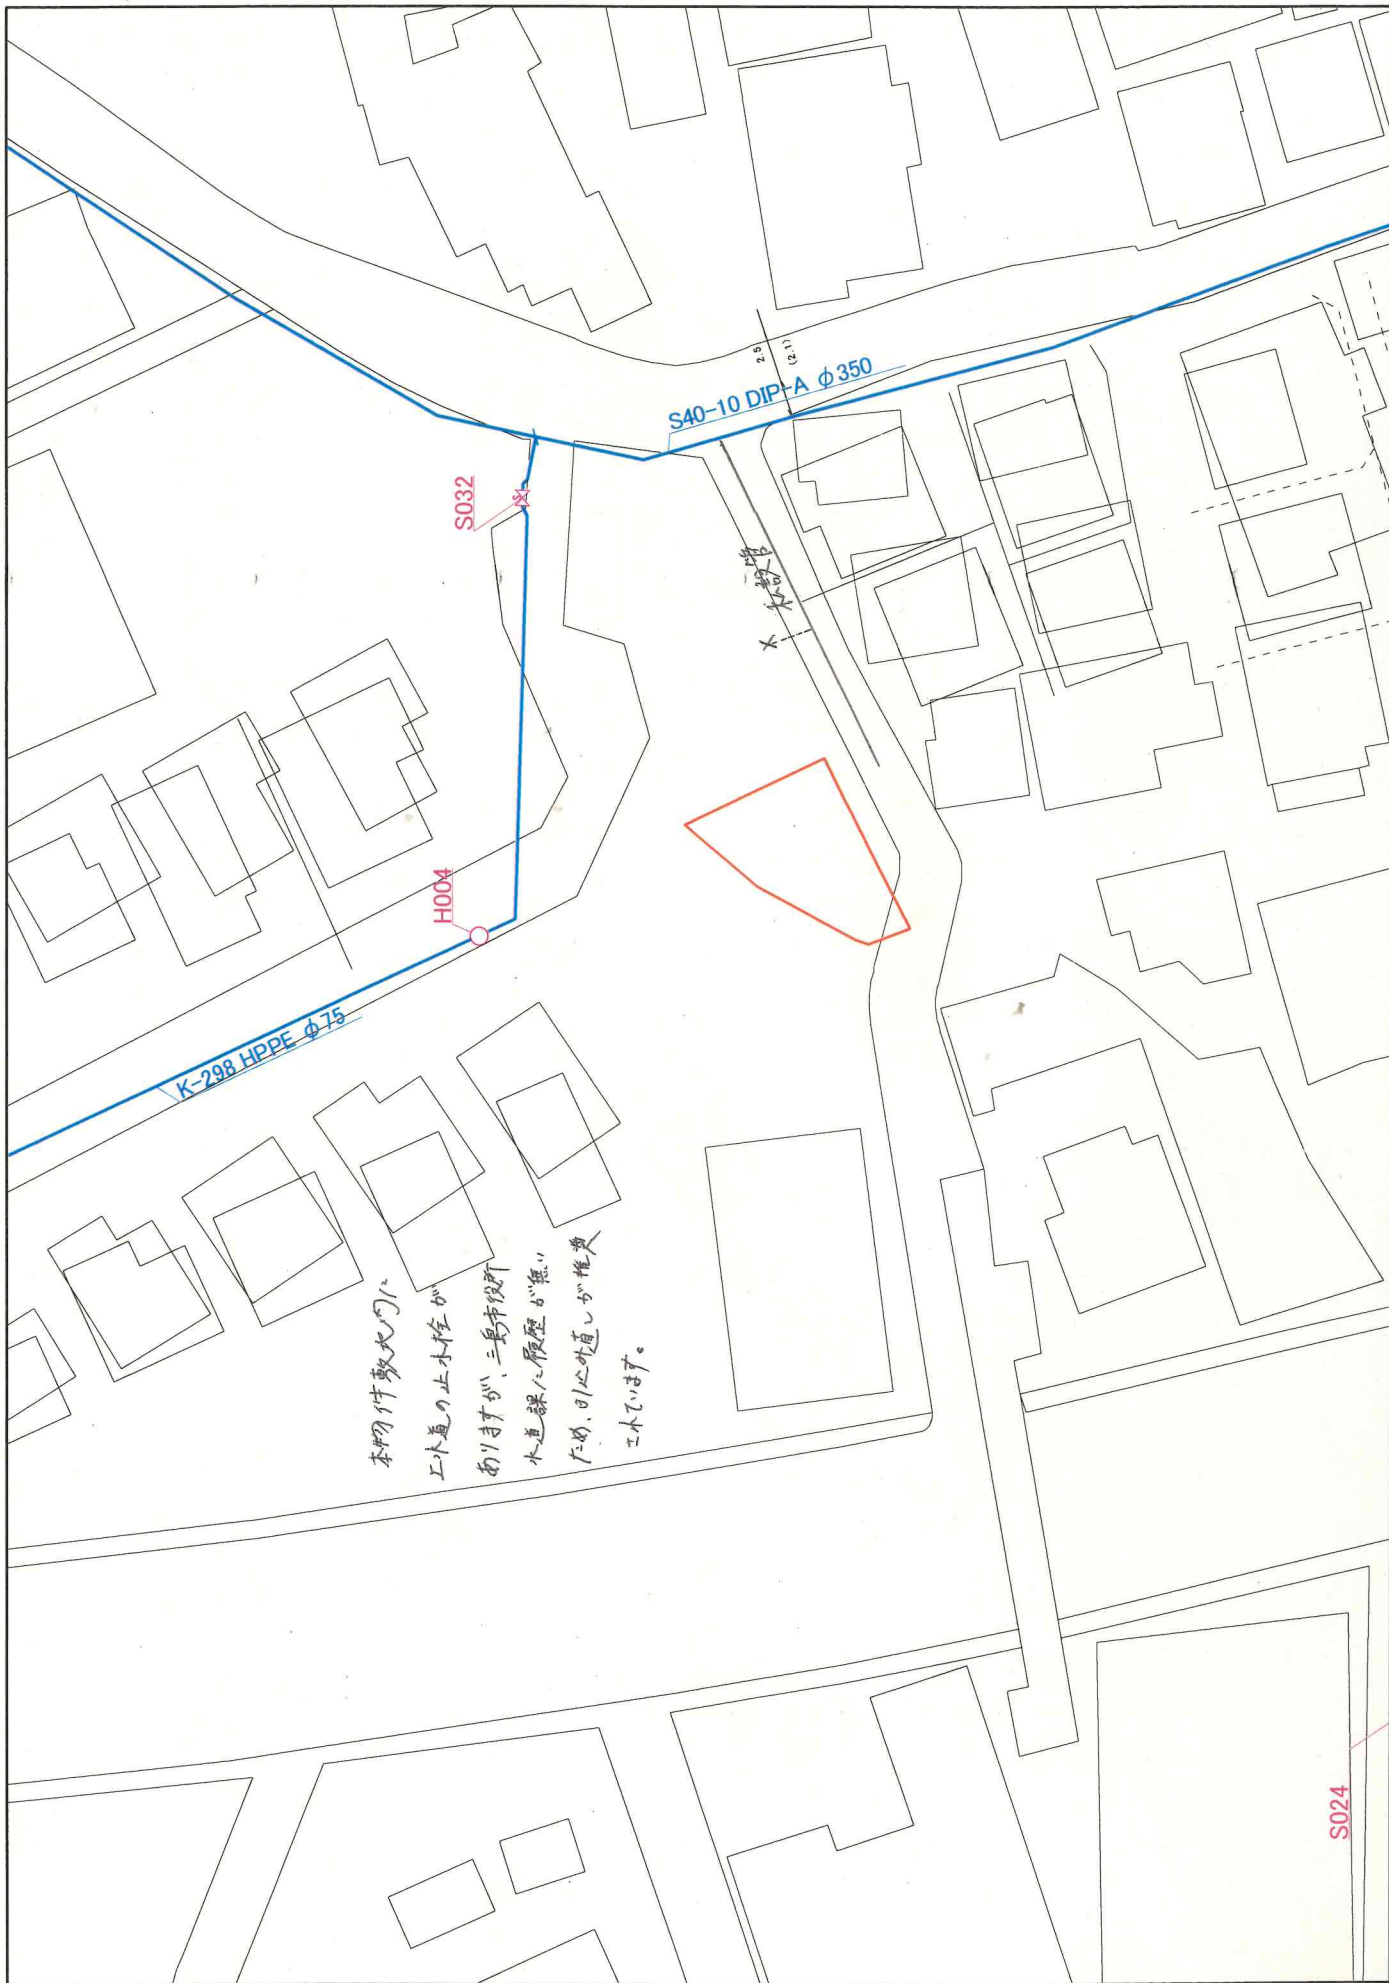 S032
S40-10 DIP-A φ350
2.5
(2.1)
H004
K-298 HPPE φ75
本物件敷地内に
上水道の止水栓が
ありますが、三島市役所
水道課に履歴が無い
ため、引込み直しが推奨
されています。
S024